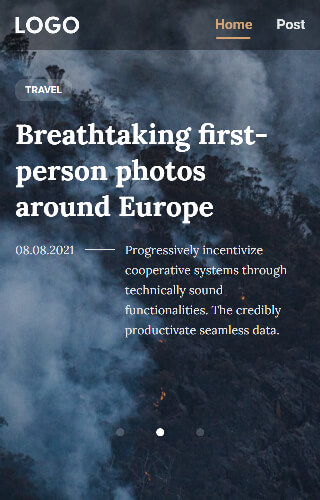 LOGO
Home Post
TRAVEL
Breathtaking first-
person photos
around Europe
08.08.2021
Progressively incentivize
cooperative systems through
technically sound
functionalities. The credibly
productivate seamless data.